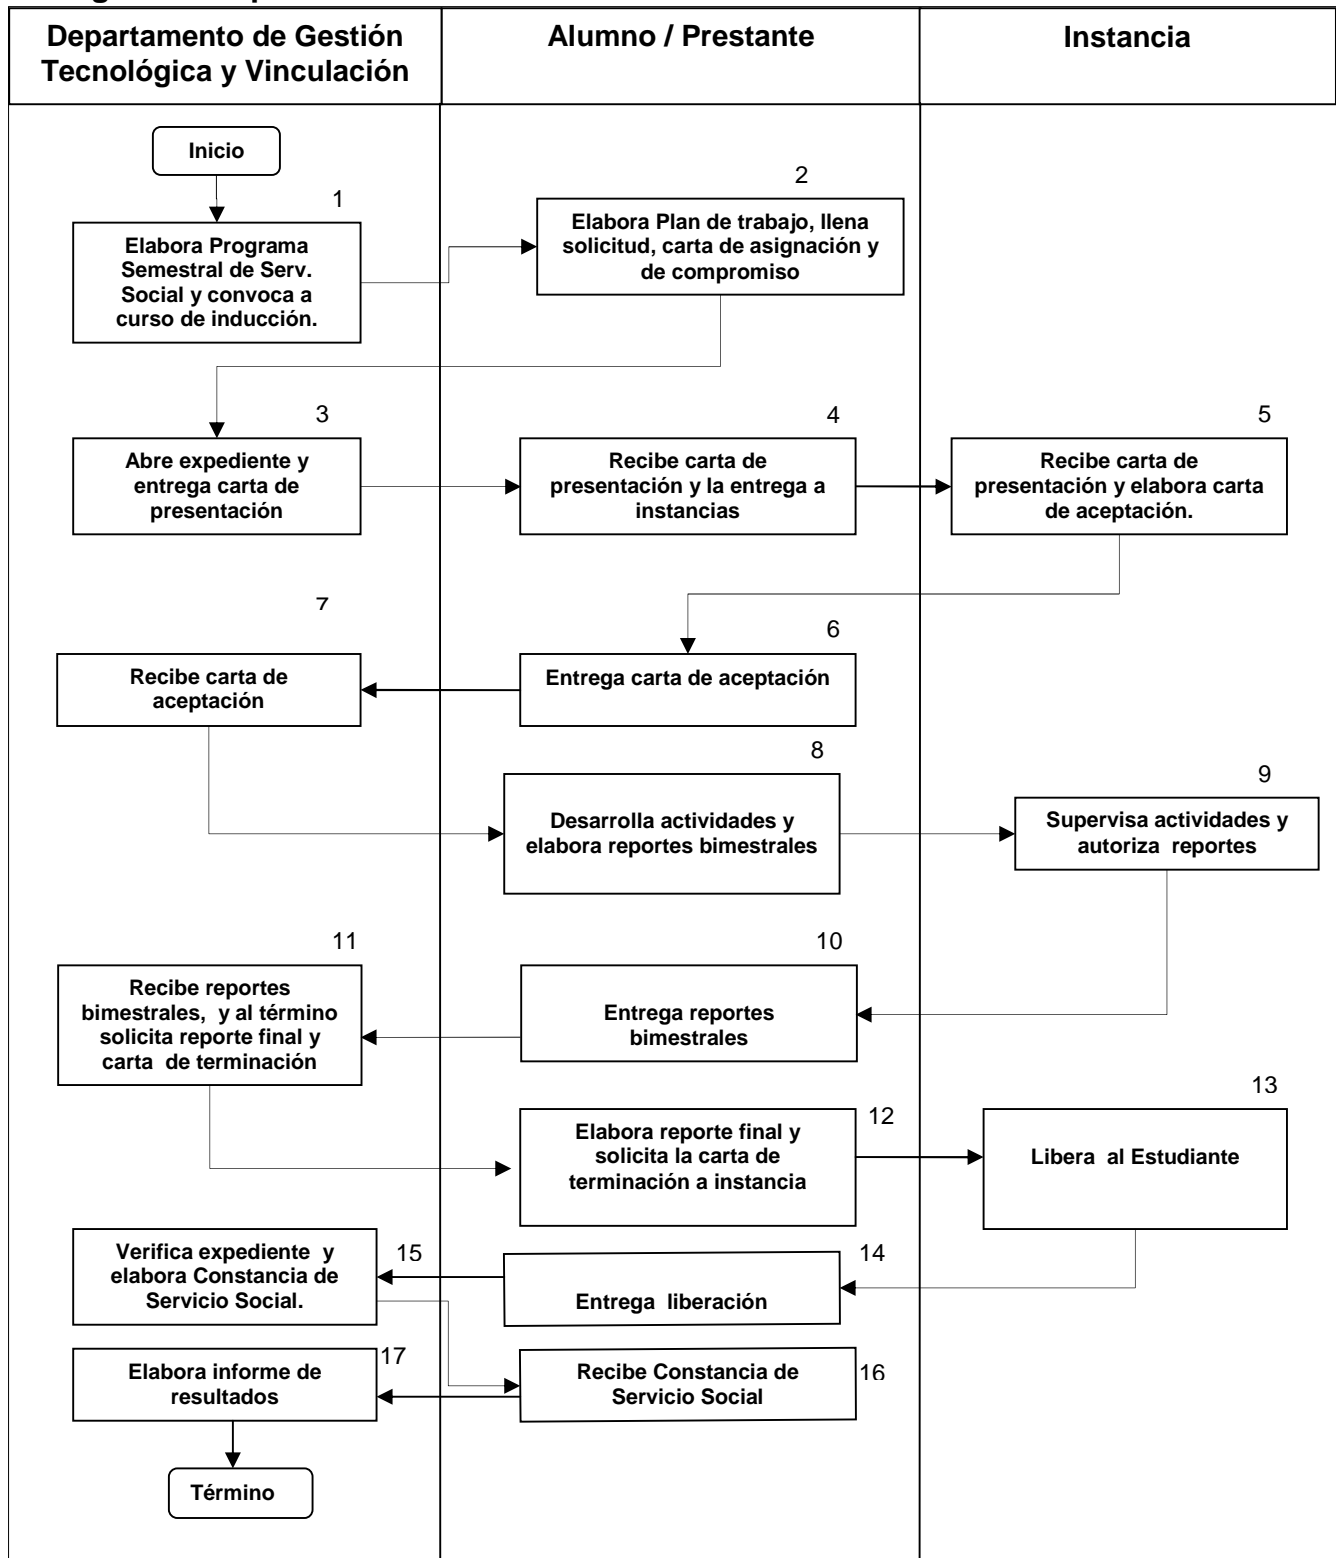 Departamento de Gestión
Tecnológica y Vinculación
Alumno / Prestante
Instancia
Inicio
1
Elabora Programa
Semestral de Serv.
Social y convoca a
curso de inducción.
2
Elabora Plan de trabajo, llena
solicitud, carta de asignación y
de compromiso
3
Abre expediente y
entrega carta de
presentación
4
Recibe carta de
presentación y la entrega a
instancias
5
Recibe carta de
presentación y elabora carta
de aceptación.
6
Entrega carta de aceptación
7
Recibe carta de
aceptación
8
Desarrolla actividades y
elabora reportes bimestrales
9
Supervisa actividades y
autoriza reportes
10
Entrega reportes
bimestrales
11
Recibe reportes
bimestrales, y al término
solicita reporte final y
carta de terminación
12
Elabora reporte final y
solicita la carta de
terminación a instancia
13
Libera al Estudiante
14
Entrega liberación
15
Verifica expediente y
elabora Constancia de
Servicio Social.
16
Recibe Constancia de
Servicio Social
17
Elabora informe de
resultados
Término